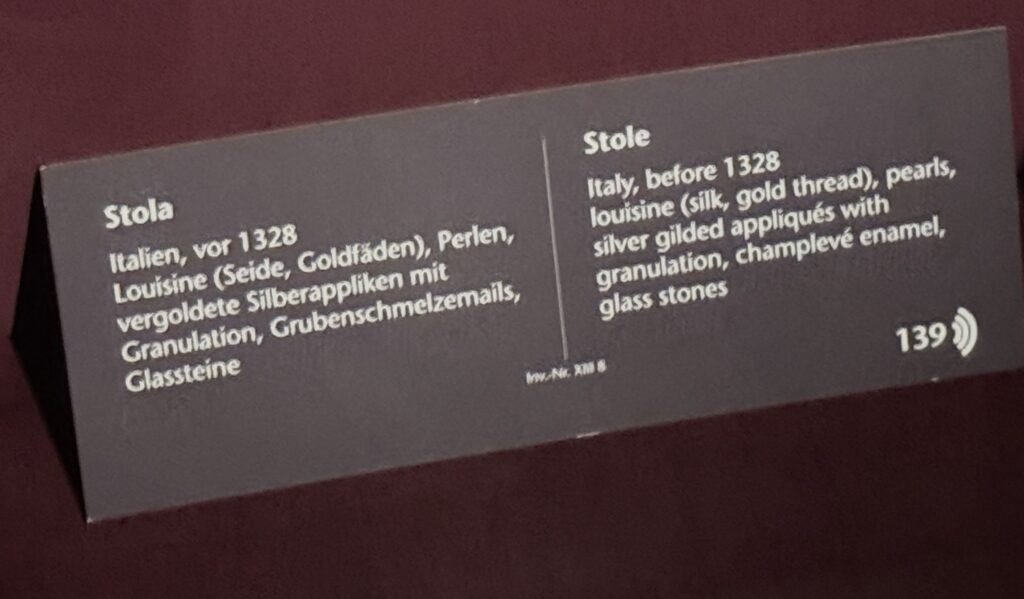 Stola
Italien, vor 1328
Louisine (Seide, Goldfäden), Perlen,
vergoldete Silberappliken mit
Granulation, Grubenschmelzemails,
Glassteine
Stole
Italy, before 1328
louisine (silk, gold thread), pearls,
silver gilded appliqués with
granulation, champlevé enamel,
glass stones
Inv.-Nr. XIII
139